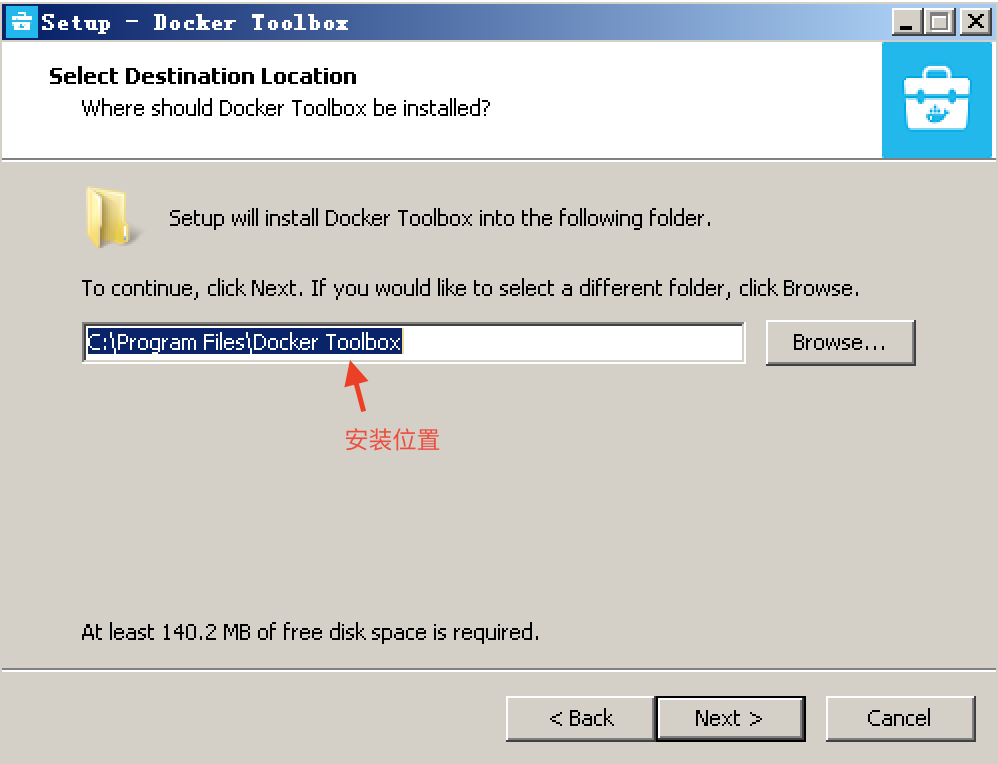 Setup - Docker Toolbox
Select Destination Location
Where should Docker Toolbox be installed?
Setup will install Docker Toolbox into the following folder.
To continue, click Next. If you would like to select a different folder, click Browse.
C:\Program Files\Docker Toolbox
Browse...
安装位置
At least 140.2 MB of free disk space is required.
< Back
Next >
Cancel